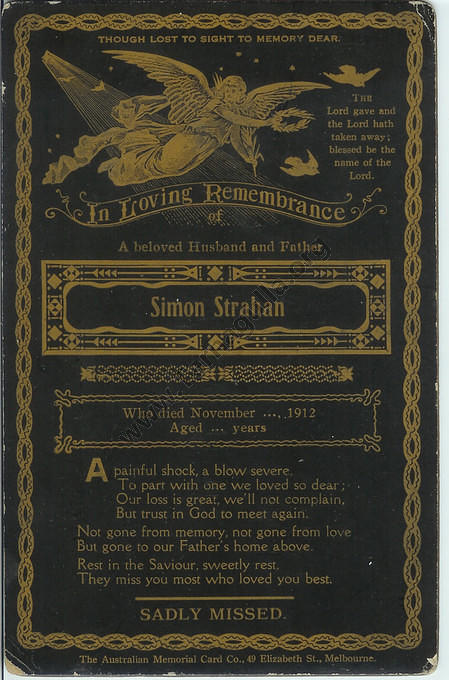 THOUGH LOST TO SIGHT TO MEMORY DEAR.
THE
Lord gave and
the Lord hath
taken away;
blessed be the
name of the
Lord.
In Loving Remembrance
of
A beloved Husband and Father
Simon Strahan
Who died November ..., 1912
Aged ... years
A painful shock, a blow severe,
To part with one we loved so dear;
Our loss is great, we'll not complain,
But trust in God to meet again.
Not gone from memory, not gone from love
But gone to our Father's home above.
Rest in the Saviour, sweetly rest.
They miss you most who loved you best.
SADLY MISSED.
The Australian Memorial Card Co., 49 Elizabeth St., Melbourne.